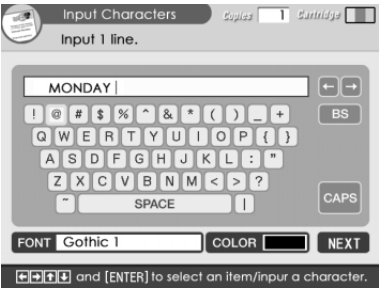 Input Characters Copies 1 Cartridge
Input 1 line.
MONDAY
← →
! @ # $ % ^ & * ( ) _ + BS
Q W E R T Y U I O P { }
A S D F G H J K L : "
Z X C V B N M < > ?
~ SPACE | CAPS
FONT Gothic 1 COLOR NEXT
←→↑↓ and [ENTER] to select an item/inpur a character.